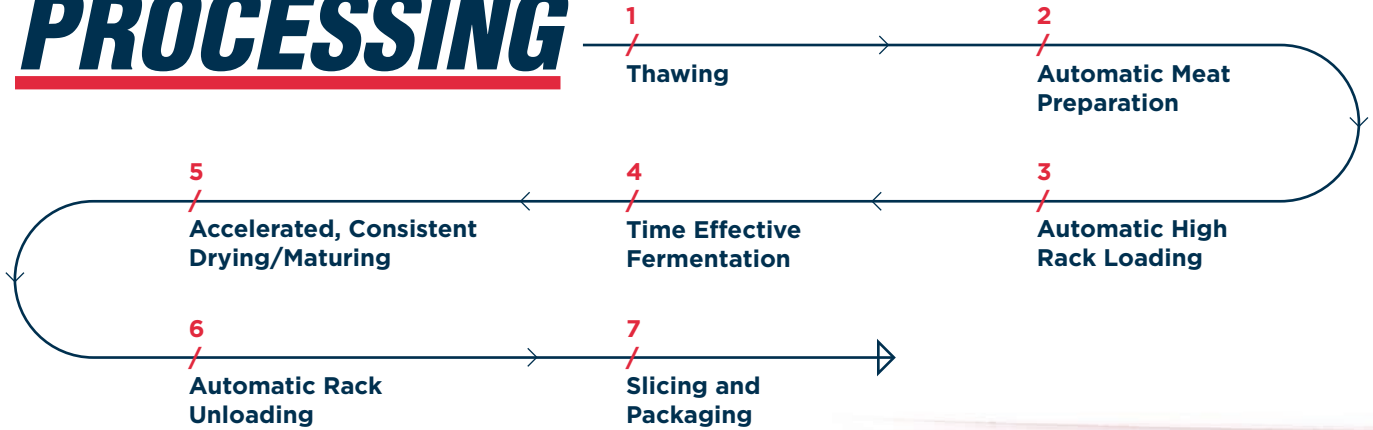 PROCESSING
1
Thawing
2
Automatic Meat
Preparation
3
Automatic High
Rack Loading
4
Time Effective
Fermentation
5
Accelerated, Consistent
Drying/Maturing
6
Automatic Rack
Unloading
7
Slicing and
Packaging